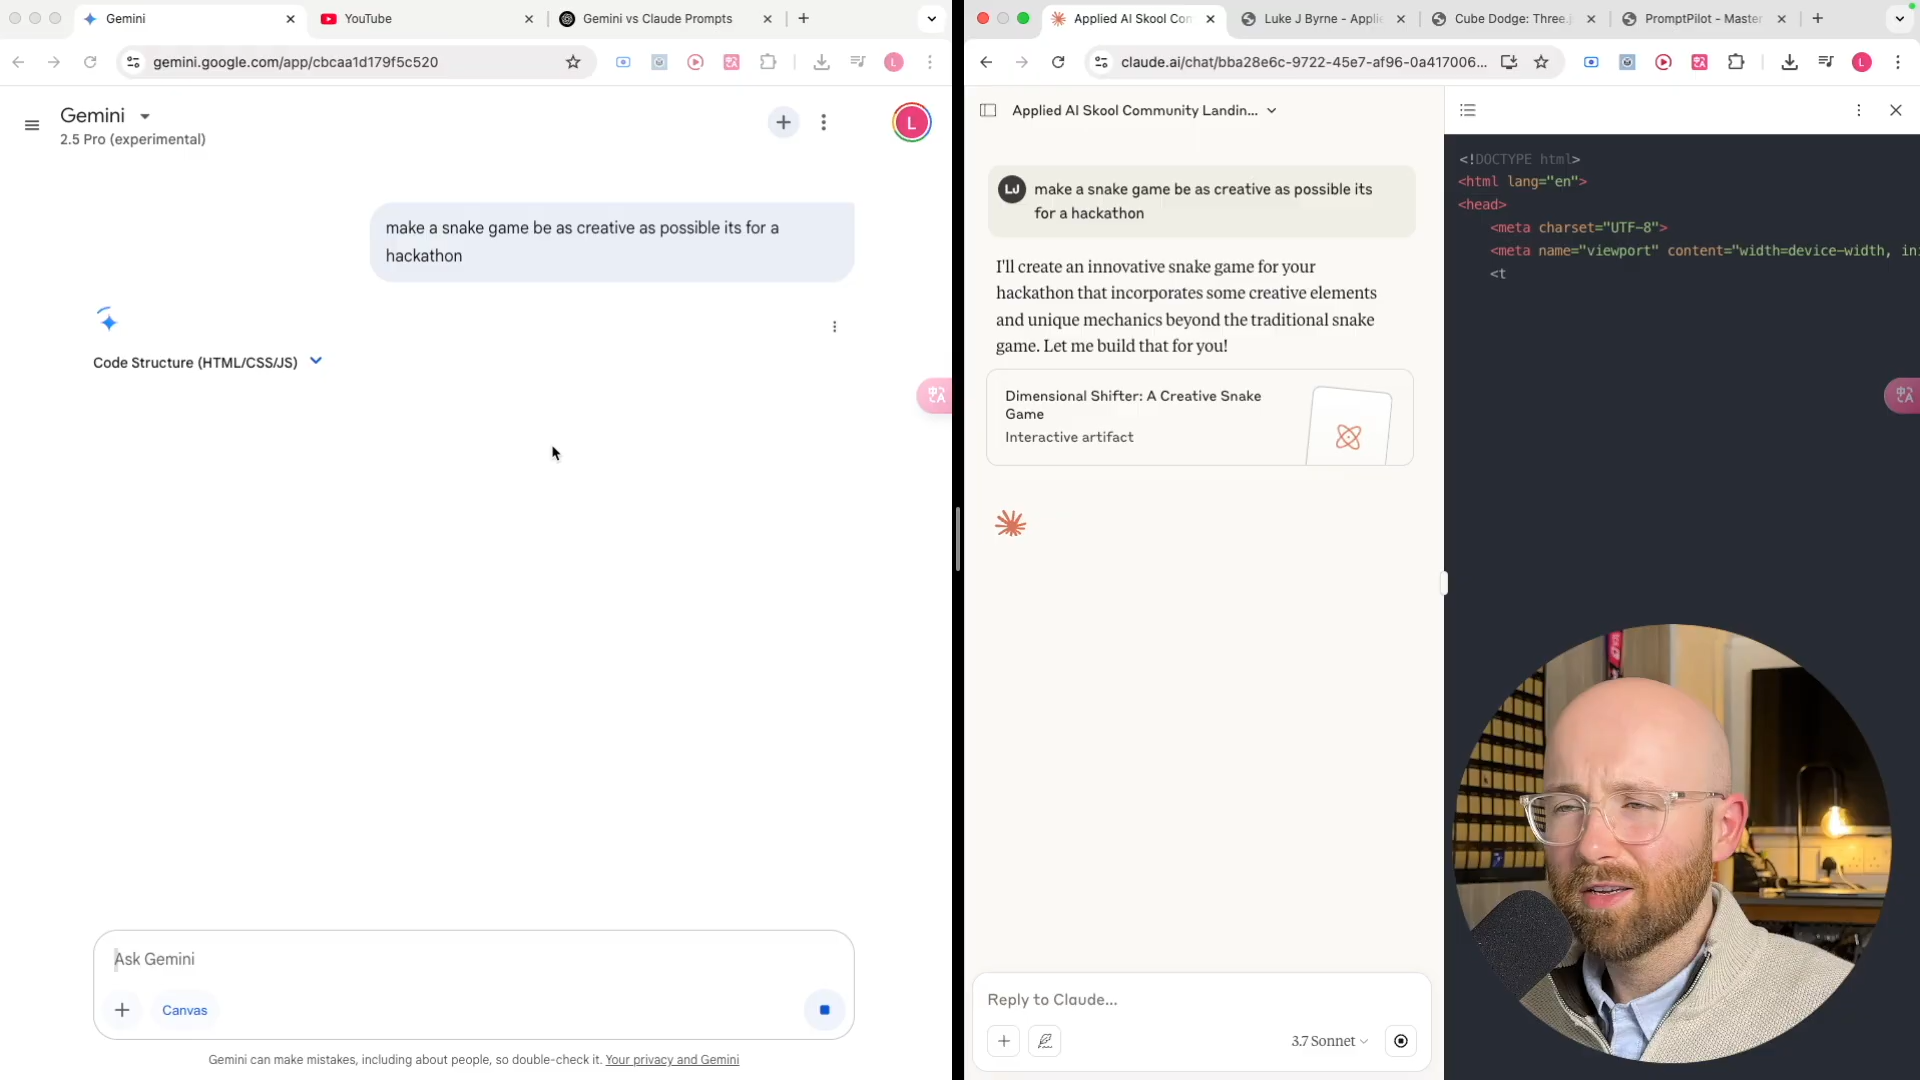 Gemini
YouTube
Gemini vs Claude Prompts
gemini.google.com/app/cbcaa1d179f5c520
Gemini
2.5 Pro (experimental)
L
make a snake game be as creative as possible its for a
hackathon
Code Structure (HTML/CSS/JS)
Ask Gemini
Canvas
Gemini can make mistakes, including about people, so double-check it. Your privacy and Gemini
Applied AI Skool Con
Luke J Byrne - Applie
Cube Dodge: Three.j
PromptPilot - Master
claude.ai/chat/bba28e6c-9722-45e7-af96-0a417006...
L
Applied AI Skool Community Landin...
LJ
make a snake game be as creative as possible its
for a hackathon
I'll create an innovative snake game for your
hackathon that incorporates some creative elements
and unique mechanics beyond the traditional snake
game. Let me build that for you!
Dimensional Shifter: A Creative Snake
Game
Interactive artifact
Reply to Claude...
3.7 Sonnet
<!DOCTYPE html>
<html lang="en">
<head>
<meta charset="UTF-8">
<meta name="viewport" content="width=device-width, ini
<t